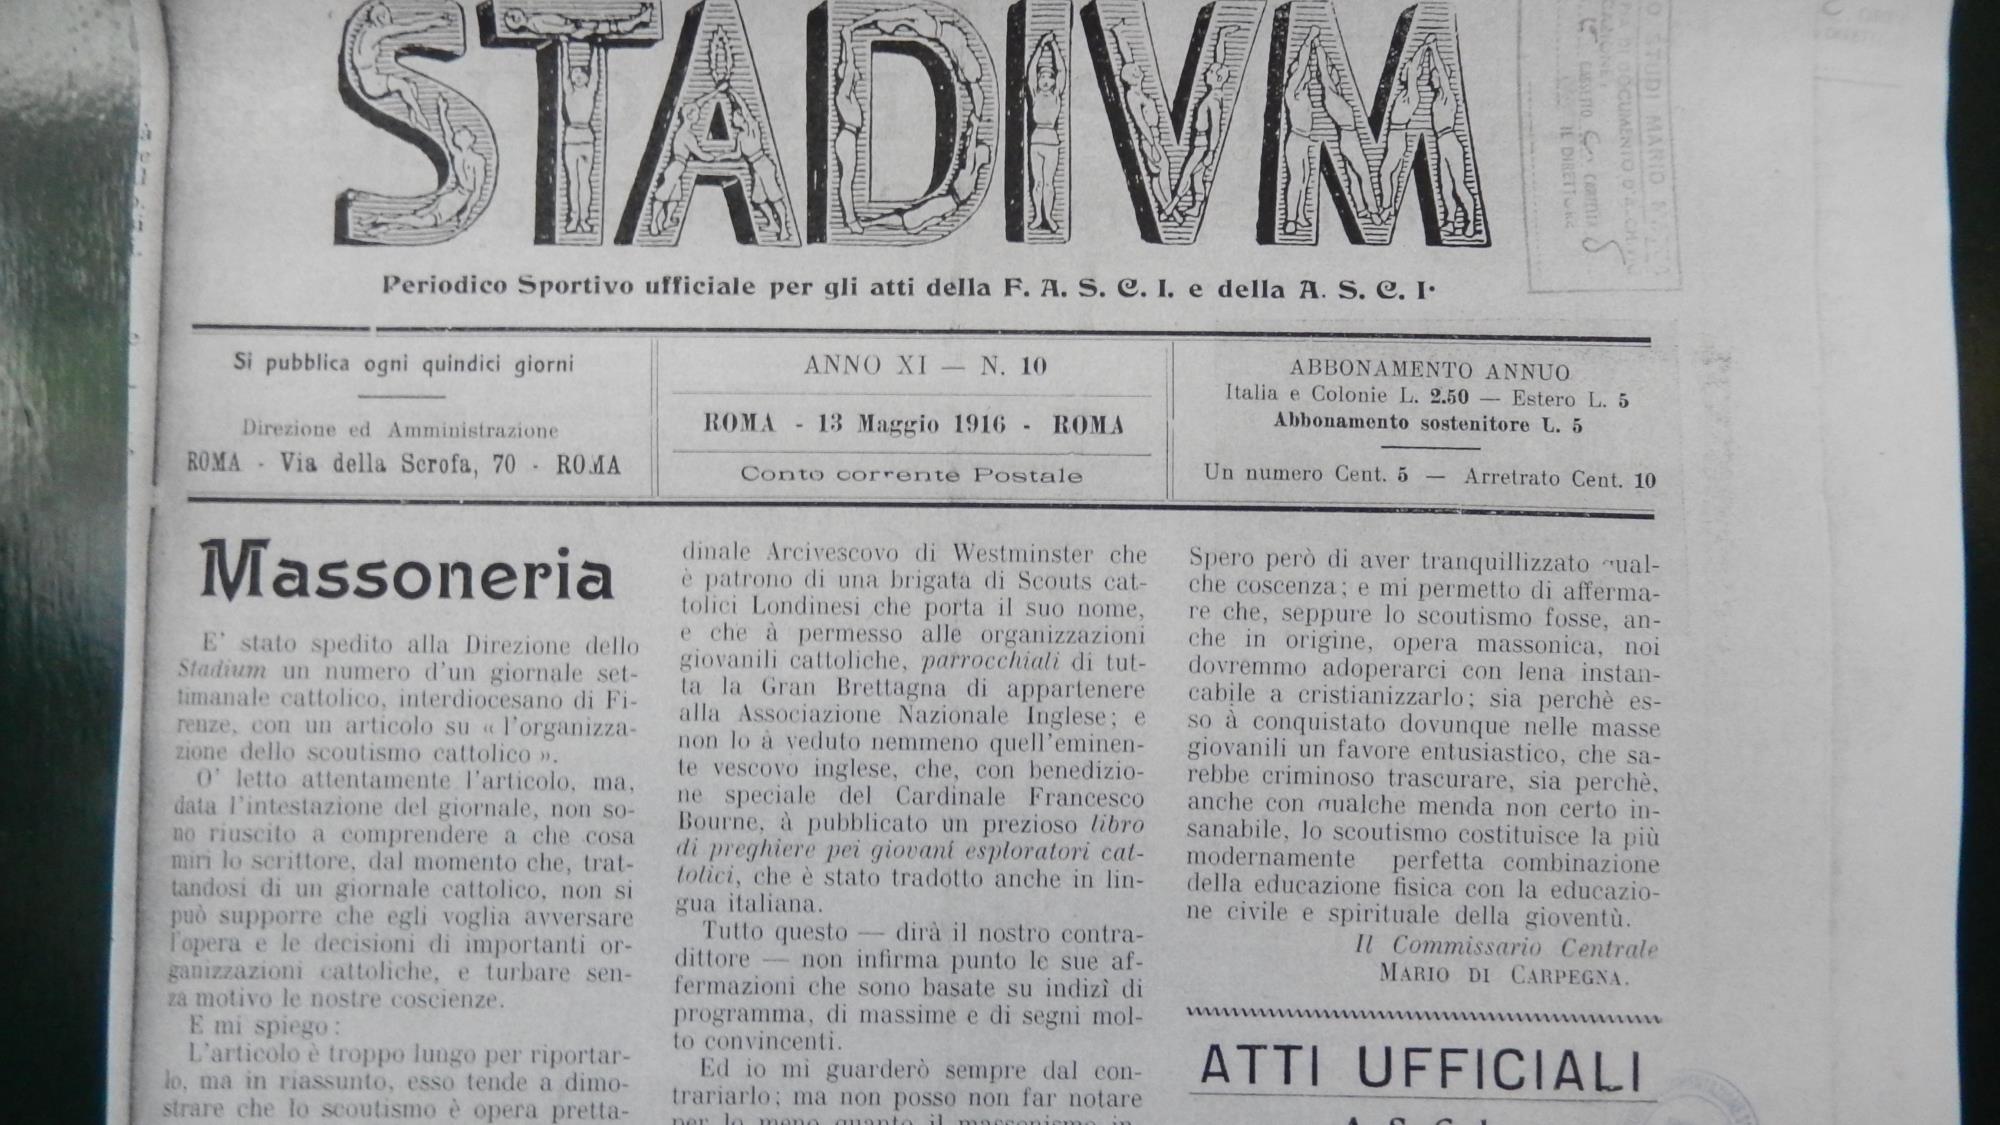 STADIVM
Periodico Sportivo ufficiale per gli atti della F. A. S. C. I. e della A. S. C. I.
Si pubblica ogni quindici giorni
Direzione ed Amministrazione
ROMA - Via della Scrofa, 70 - ROMA
ANNO XI — N. 10
ROMA - 13 Maggio 1916 - ROMA
Conto corrente Postale
ABBONAMENTO ANNUO
Italia e Colonie L. 2.50 — Estero L. 5
Abbonamento sostenitore L. 5
Un numero Cent. 5 — Arretrato Cent. 10
Massoneria
E' stato spedito alla Direzione dello
Stadium un numero d'un giornale set-
timanale cattolico, interdiocesano di Fi-
renze, con un articolo su « l'organizza-
zione dello scoutismo cattolico ».
O' letto attentamente l'articolo, ma,
data l'intestazione del giornale, non so-
no riuscito a comprendere a che cosa
miri lo scrittore, dal momento che, trat-
tandosi di un giornale cattolico, non si
può supporre che egli voglia avversare
l'opera e le decisioni di importanti or-
ganizzazioni cattoliche, e turbare sen-
za motivo le nostre coscienze.
E mi spiego:
L'articolo è troppo lungo per riportar-
lo, ma in riassunto, esso tende a dimo-
strare che lo scoutismo è opera pretta-
dinale Arcivescovo di Westminster che
è patrono di una brigata di Scouts cat-
tolici Londinesi che porta il suo nome,
e che à permesso alle organizzazioni
giovanili cattoliche, parrocchiali di tut-
ta la Gran Brettagna di appartenere
alla Associazione Nazionale Inglese; e
non lo à veduto nemmeno quell'eminen-
te vescovo inglese, che, con benedizio-
ne speciale del Cardinale Francesco
Bourne, à pubblicato un prezioso libro
di preghiere pei giovani esploratori cat-
tolici, che è stato tradotto anche in lin-
gua italiana.
Tutto questo — dirà il nostro contra-
dittore — non infirma punto le sue af-
fermazioni che sono basate su indizì di
programma, di massime e di segni mol-
to convincenti.
Ed io mi guarderò sempre dal con-
trariarlo; ma non posso non far notare
per lo meno quanto il massonismo in-
Spero però di aver tranquillizzato qual-
che coscenza; e mi permetto di afferma-
re che, seppure lo scoutismo fosse, an-
che in origine, opera massonica, noi
dovremmo adoperarci con lena instan-
cabile a cristianizzarlo; sia perchè es-
so à conquistato dovunque nelle masse
giovanili un favore entusiastico, che sa-
rebbe criminoso trascurare, sia perchè,
anche con qualche menda non certo in-
sanabile, lo scoutismo costituisce la più
modernamente perfetta combinazione
della educazione fisica con la educazio-
ne civile e spirituale della gioventù.
Il Commissario Centrale
MARIO DI CARPEGNA.
ATTI UFFICIALI
A. S. C. I.
STUDI MARIO
DOCUMENTO
IL DIRETTORE